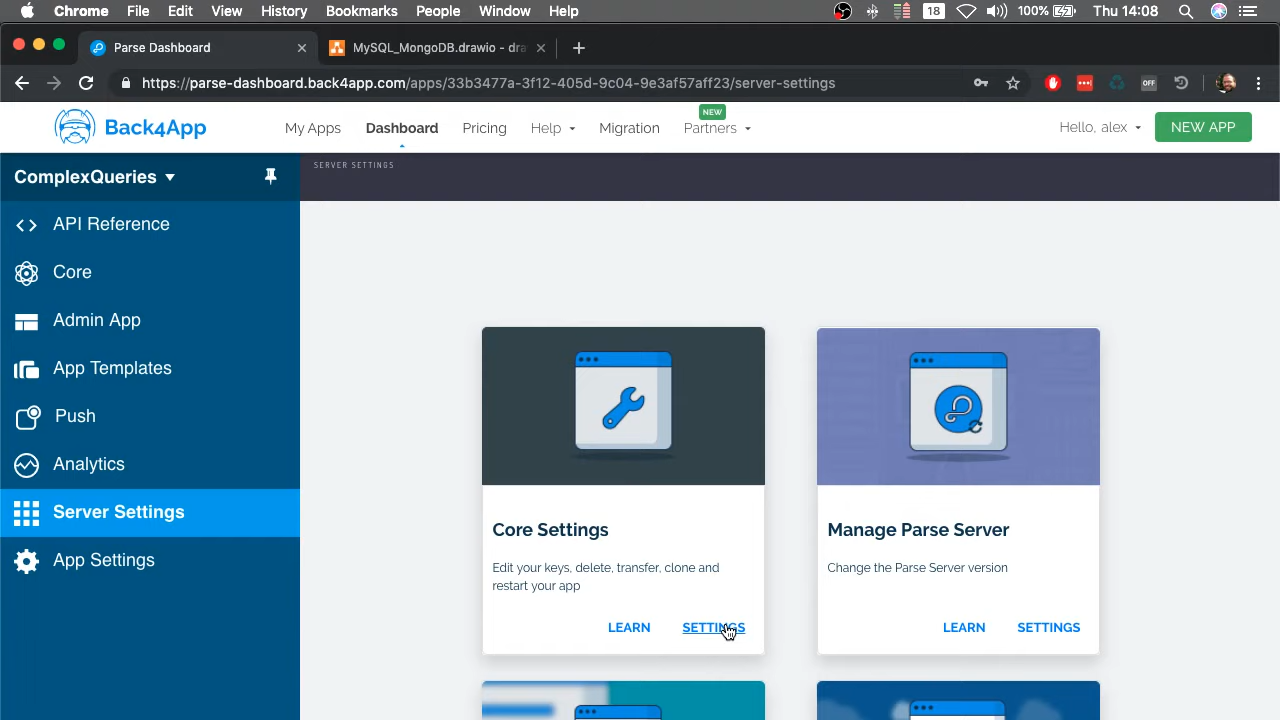 Chrome File Edit View History Bookmarks People Window Help 18 100% Thu 14:08
Parse Dashboard MySQL_MongoDB.drawio - dra
https://parse-dashboard.back4app.com/apps/33b3477a-3f12-405d-9c04-9e3af57aff23/server-settings OFF
Back4App My Apps Dashboard Pricing Help Migration Partners NEW Hello, alex NEW APP
ComplexQueries
SERVER SETTINGS
API Reference
Core
Admin App
App Templates
Push
Analytics
Server Settings
App Settings
Core Settings
Edit your keys, delete, transfer, clone and
restart your app
LEARN SETTINGS
Manage Parse Server
Change the Parse Server version
LEARN SETTINGS